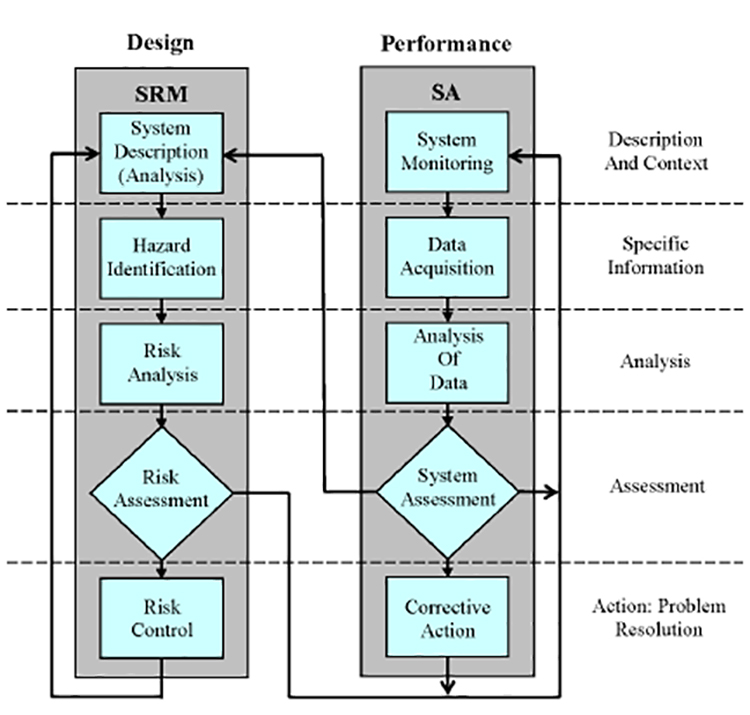 Design
Performance
SRM
SA
System
Description
(Analysis)
System
Monitoring
Description
And Context
Hazard
Identification
Data
Acquisition
Specific
Information
Risk
Analysis
Analysis
Of
Data
Analysis
Risk
Assessment
System
Assessment
Assessment
Risk
Control
Corrective
Action
Action: Problem
Resolution